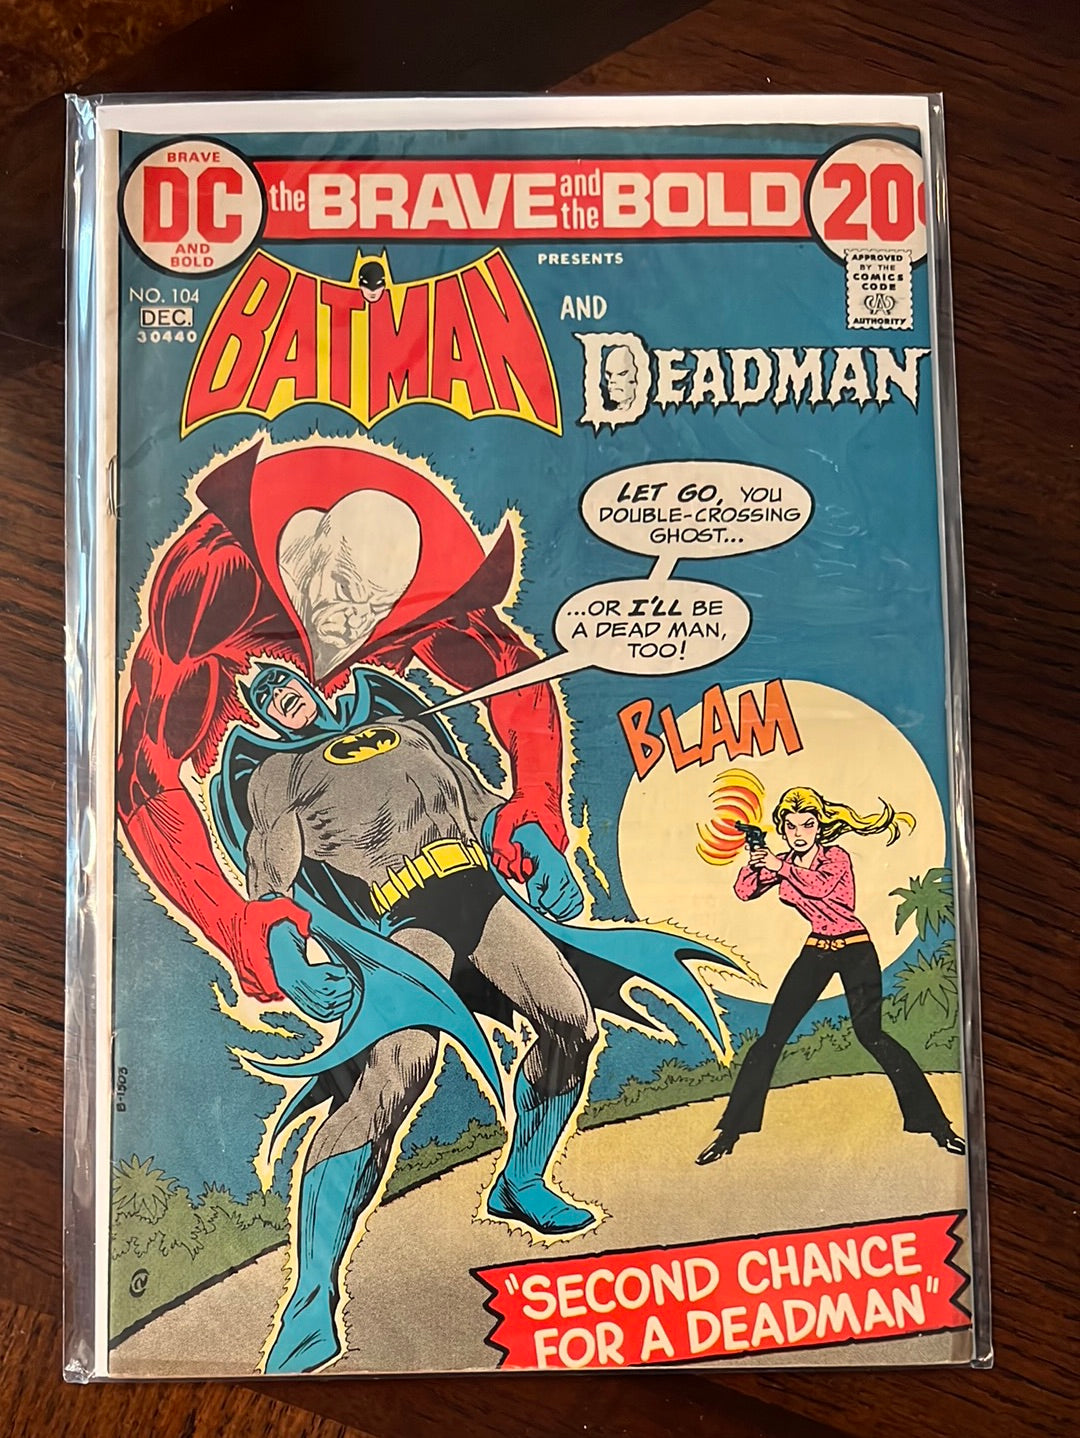 BRAVE
DC
AND
BOLD
the BRAVE and the BOLD
20¢
PRESENTS
APPROVED
BY THE
COMICS
CODE
CA
AUTHORITY
NO. 104
DEC.
30440
BATMAN
AND
DEADMAN
LET GO, YOU
DOUBLE-CROSSING
GHOST...
...OR I'LL BE
A DEAD MAN,
TOO!
BLAM
B-1503
"SECOND CHANCE
FOR A DEADMAN"